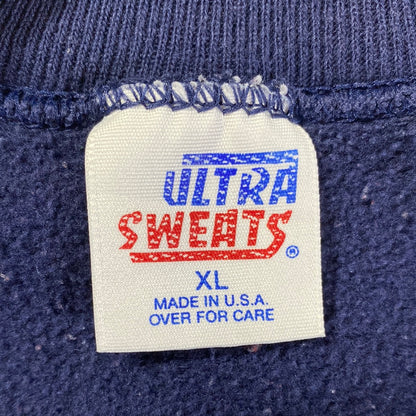 ULTRA
SWEATS®
XL
MADE IN U.S.A.
OVER FOR CARE